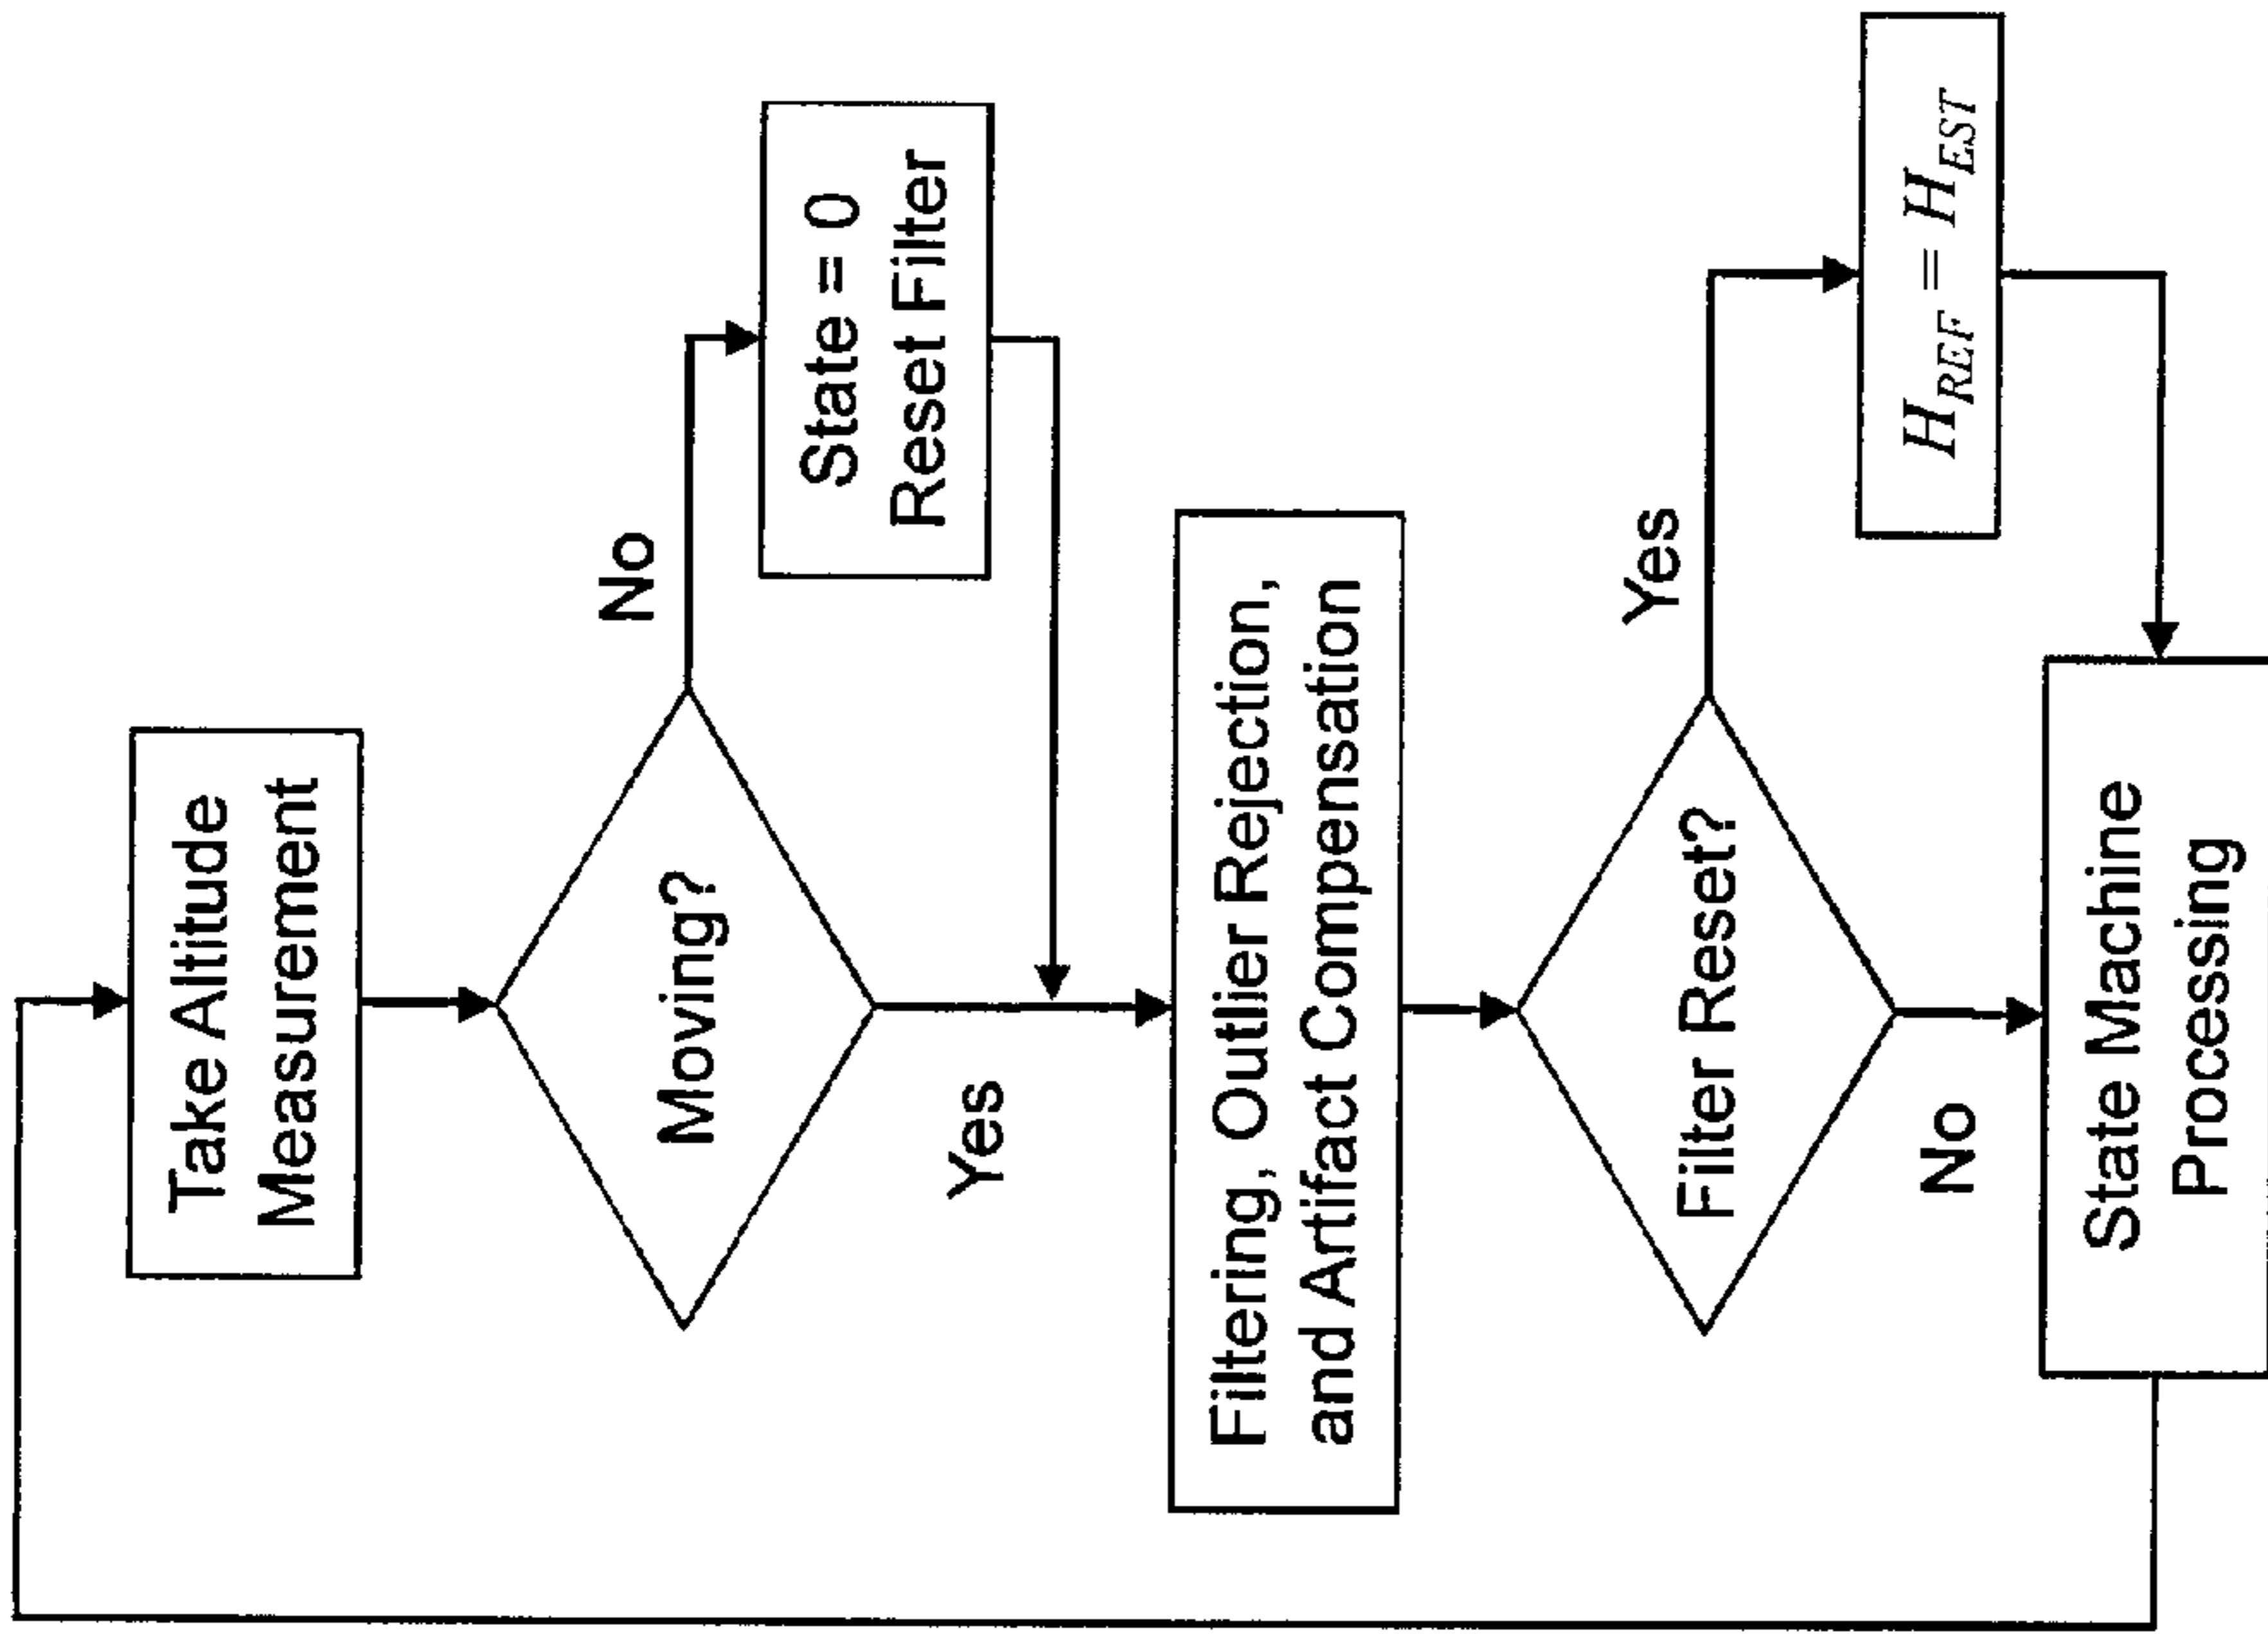 Take Altitude
Measurement
Moving?
No
State = 0
Reset Filter
Yes
Filtering, Outlier Rejection,
and Artifact Compensation
Filter Reset?
Yes
H_REF = H_EST
No
State Machine
Processing